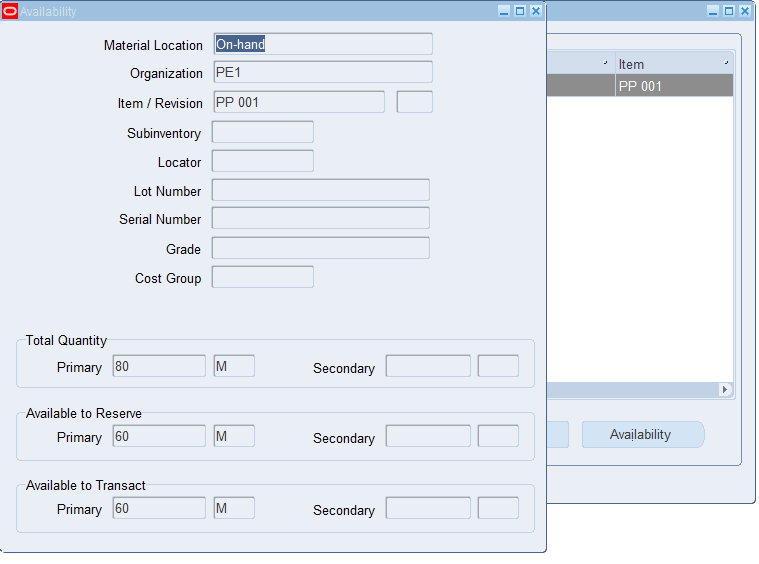 Availability
Material Location On-hand
Organization PE1
Item / Revision PP 001
Subinventory
Locator
Lot Number
Serial Number
Grade
Cost Group
Total Quantity
Primary 80 M Secondary
Available to Reserve
Primary 60 M Secondary
Available to Transact
Primary 60 M Secondary
Item
PP 001
Availability